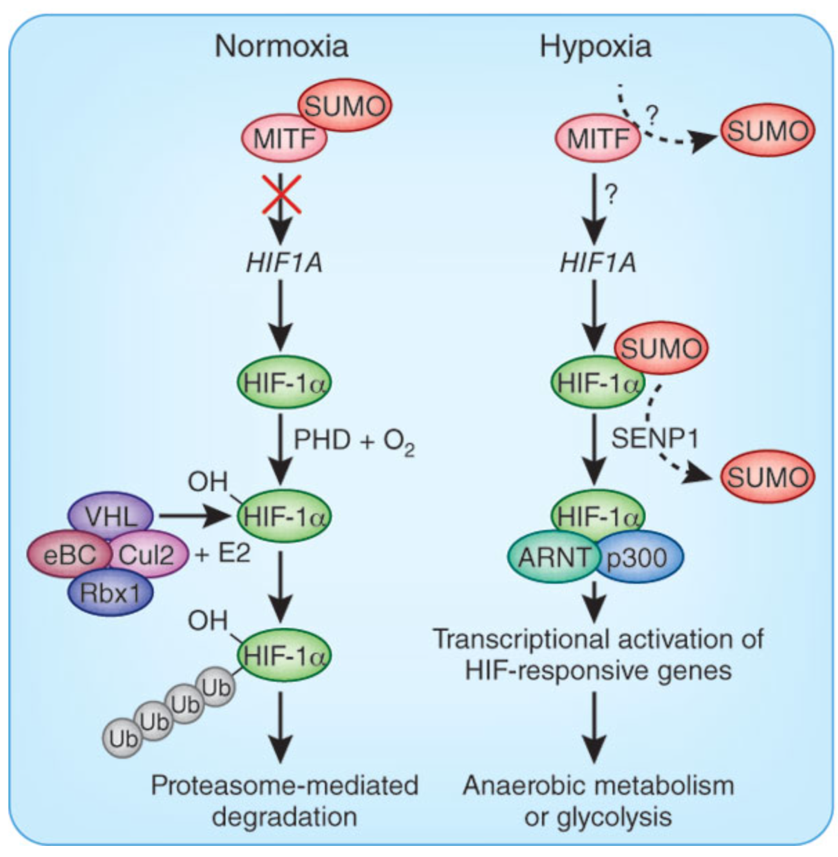 Normoxia
SUMO
MITF
HIF1A
HIF-1α
PHD + O₂
OH
VHL
HIF-1α
eBC
Cul2
+ E2
Rbx1
OH
HIF-1α
Ub
Ub
Ub
Ub
Proteasome-mediated
degradation
Hypoxia
?
MITF
SUMO
?
HIF1A
SUMO
HIF-1α
SENP1
SUMO
HIF-1α
ARNT
p300
Transcriptional activation of
HIF-responsive genes
Anaerobic metabolism
or glycolysis